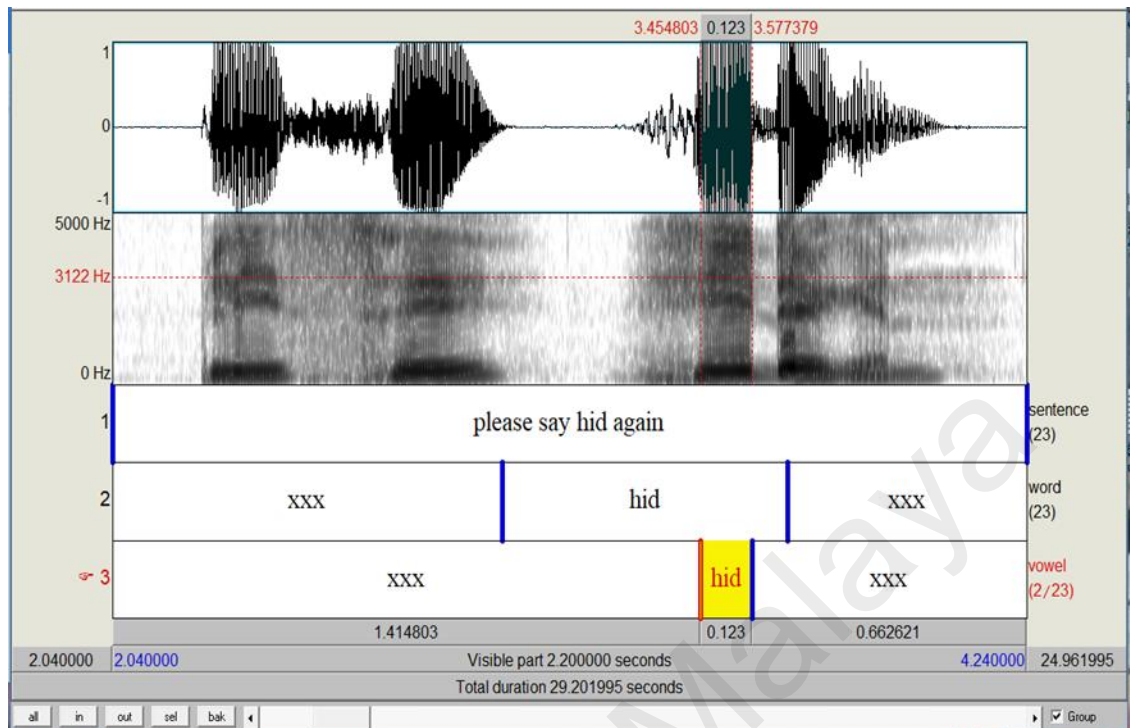 3.454803 0.123 3.577379
1
0
-1
5000 Hz
3122 Hz
0 Hz
1 please say hid again sentence (23)
2 xxx hid xxx word (23)
☞ 3 xxx hid xxx vowel (2/23)
1.414803 0.123 0.662621
2.040000 2.040000 Visible part 2.200000 seconds 4.240000 24.961995
Total duration 29.201995 seconds
all in out sel bak Group
Malaya